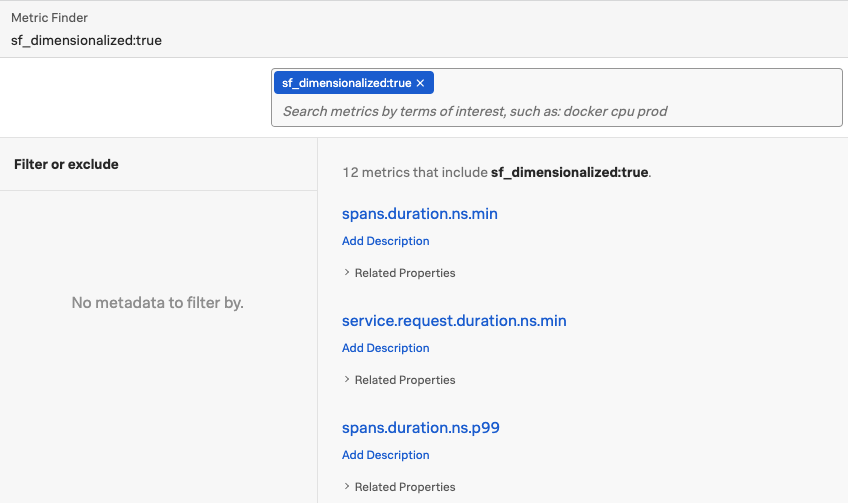 Metric Finder
sf_dimensionalized:true
sf_dimensionalized:true ×
Search metrics by terms of interest, such as: docker cpu prod
Filter or exclude
No metadata to filter by.
12 metrics that include sf_dimensionalized:true.
spans.duration.ns.min
Add Description
Related Properties
service.request.duration.ns.min
Add Description
Related Properties
spans.duration.ns.p99
Add Description
Related Properties